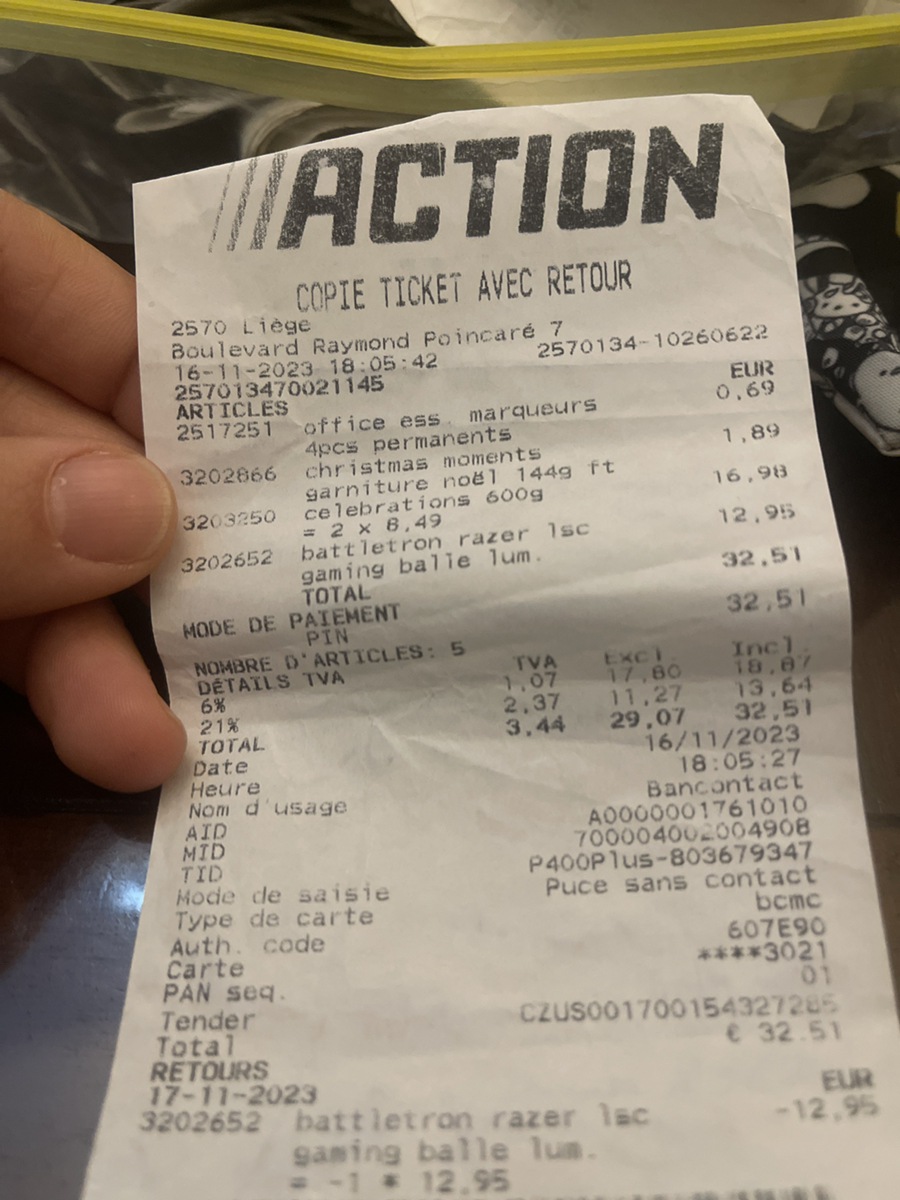 ACTION
COPIE TICKET AVEC RETOUR
2570 Liège
Boulevard Raymond Poincaré 7
16-11-2023 18:05:42 2570134-10260622
257013470021145
ARTICLES EUR
2517251 office ess. marqueurs 0,69
4pcs permanents
3202866 christmas moments 1,89
garniture noël 144g ft
3203250 celebrations 600g 16,98
= 2 x 8,49
3202652 battletron razer lsc 12,95
gaming balle lum.
TOTAL 32,51
MODE DE PAIEMENT
PIN 32,51
NOMBRE D'ARTICLES: 5
DÉTAILS TVA TVA Excl. Incl.
6% 1,07 17,80 18,87
21% 2,37 11,27 13,64
TOTAL 3,44 29,07 32,51
Date 16/11/2023
Heure 18:05:27
Nom d'usage Bancontact
AID A0000001761010
MID 700004002004908
TID P400Plus-803679347
Mode de saisie Puce sans contact
Type de carte bcmc
Auth. code 607E90
Carte ****3021
PAN seq. 01
Tender CZUS001700154327285
Total € 32.51
RETOURS
17-11-2023 EUR
3202652 battletron razer lsc -12,95
gaming balle lum.
= -1 * 12,95